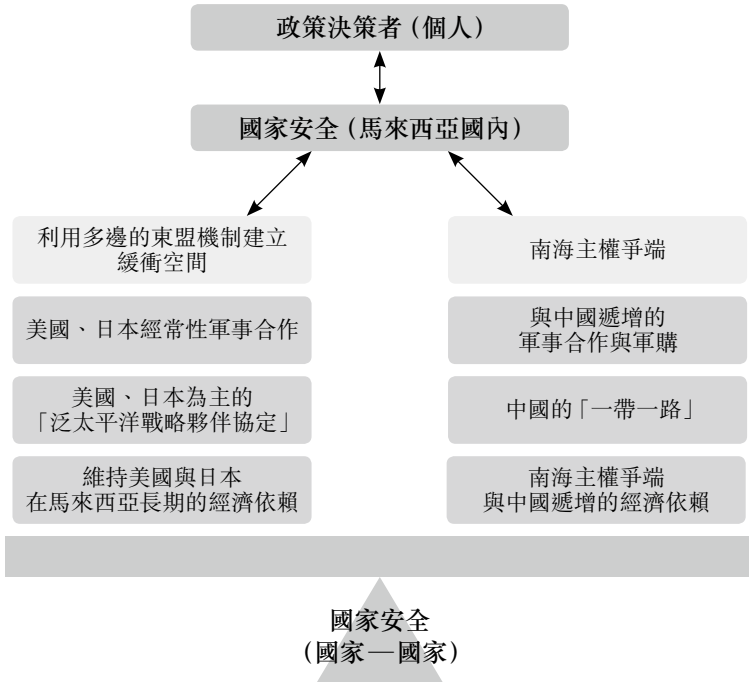 政策決策者（個人）
國家安全（馬來西亞國內）
利用多邊的東盟機制建立
緩衝空間
美國、日本經常性軍事合作
美國、日本為主的
「泛太平洋戰略夥伴協定」
維持美國與日本
在馬來西亞長期的經濟依賴
南海主權爭端
與中國遞增的
軍事合作與軍購
中國的「一帶一路」
南海主權爭端
與中國遞增的經濟依賴
國家安全
（國家—國家）